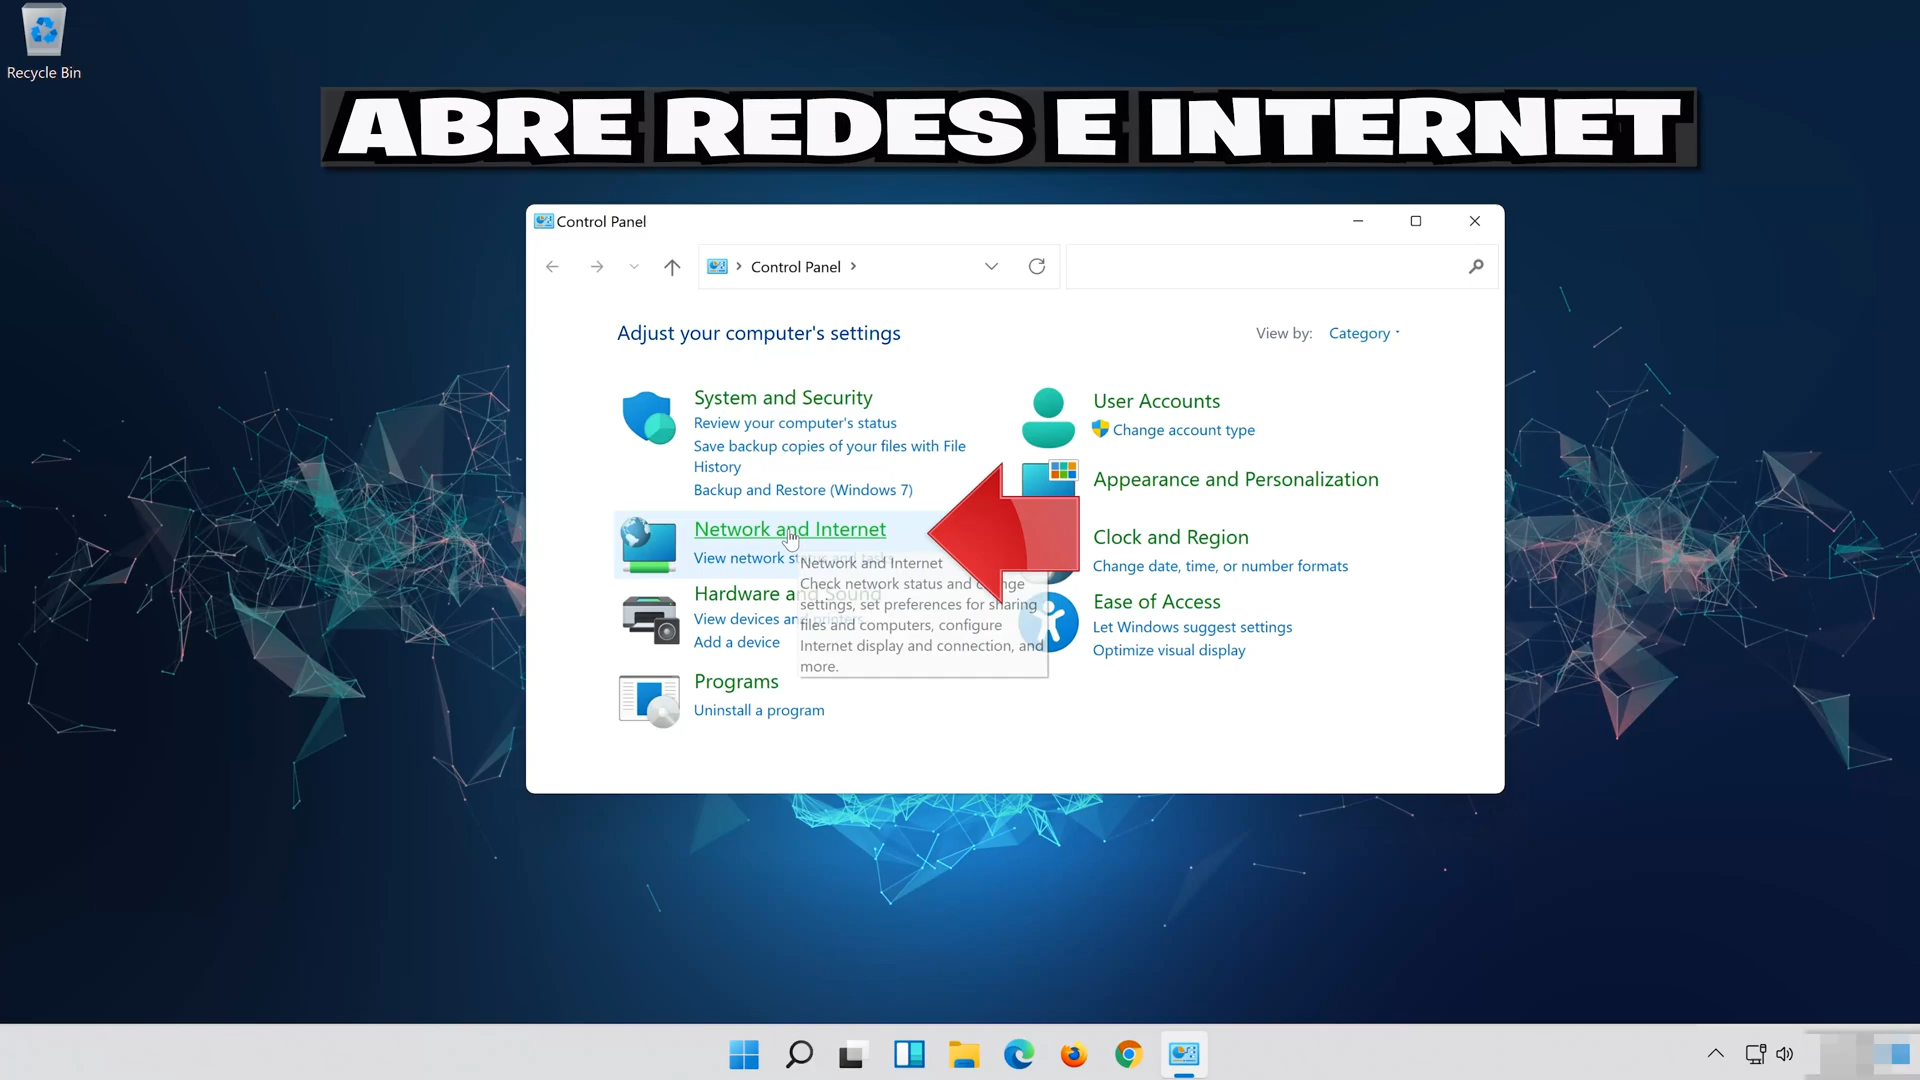 Recycle Bin
ABRE REDES E INTERNET
Control Panel
Control Panel
Adjust your computer's settings
View by: Category
System and Security
Review your computer's status
Save backup copies of your files with File
History
Backup and Restore (Windows 7)
Network and Internet
View network status and tasks
Network and Internet
Check network status and change
settings, set preferences for sharing
files and computers, configure
Internet display and connection, and
more.
Hardware and Sound
View devices and printers
Add a device
Programs
Uninstall a program
User Accounts
Change account type
Appearance and Personalization
Clock and Region
Change date, time, or number formats
Ease of Access
Let Windows suggest settings
Optimize visual display